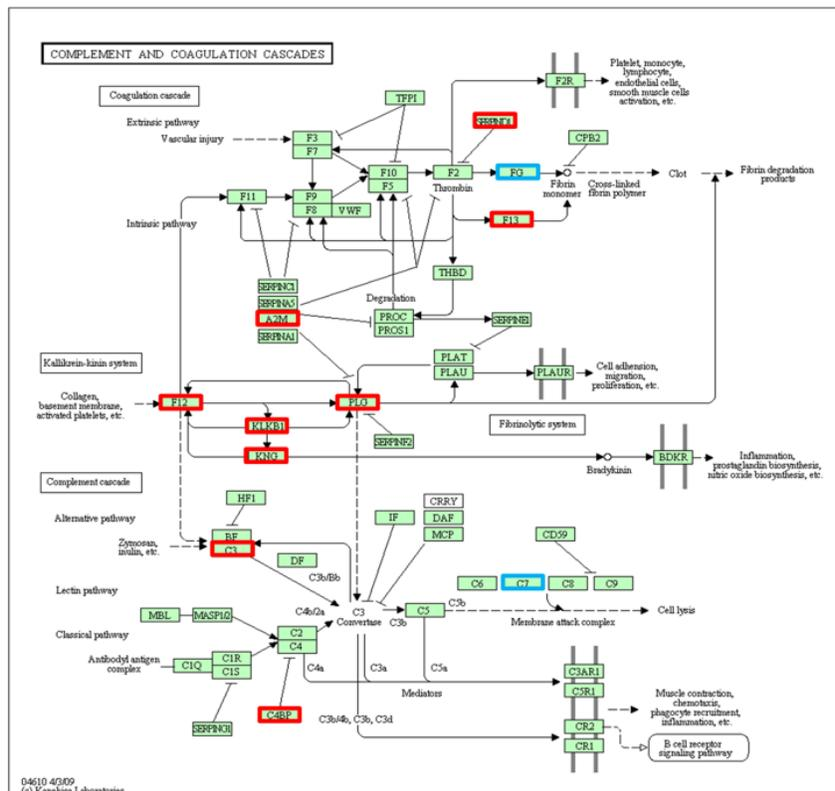 COMPLEMENT AND COAGULATION CASCADES
Coagulation cascade
Extrinsic pathway
Vascular injury
TFPI
F3
F7
F10
F5
F2
Thrombin
SERPIND1
FG
F2R
Platelet, monocyte,
lymphocyte,
endothelial cells,
smooth muscle cells
activation, etc.
CPB2
Fibrin
monomer
Cross-linked
fibrin polymer
Clot
Fibrin degradation
products
F11
F9
F8
VWF
F13
Intrinsic pathway
THBD
SERPINC1
SERPINA5
A2M
SERPINA1
Degradation
PROC
PROS1
SERPINE1
PLAT
PLAU
PLAUR
Cell adhension,
migration,
proliferation, etc.
Kallikrein-kinin system
Collagen,
basement membrane,
activated platelets, etc.
F12
PLG
KLKB1
KNG
SERPINF2
Fibrinolytic system
Bradykinin
BDKR
Inflammation,
prostaglandin biosynthesis,
nitric oxide biosynthesis, etc.
Complement cascade
Alternative pathway
Zymosan,
inulin, etc.
HF1
BF
C3
DF
C3b/Bb
IF
CRRY
DAF
MCP
CD59
C6
C7
C8
C9
Lectin pathway
MBL
MASP1/2
C4b/2a
C3
Convertase
C3b
C5
C5b
Membrane attack complex
Cell lysis
Classical pathway
C2
C4
Antibodyl antigen
complex
C1Q
C1R
C1S
C4a
C3a
C5a
Mediators
SERPING1
C4BP
C3b/4b, C3b, C3d
C3AR1
C5R1
CR2
CR1
Muscle contraction,
chemotaxis,
phagocyte recruitment,
inflammation, etc.
B cell receptor
signaling pathway
04610 4/3/09
(c) Kanehisa Laboratories